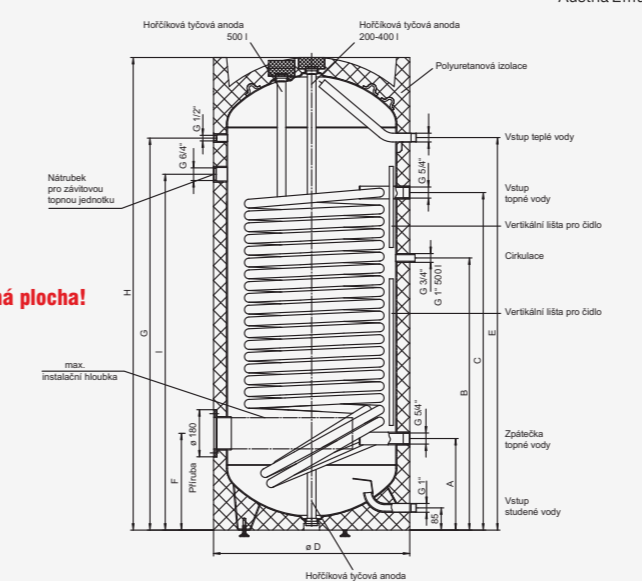 Hořčíková tyčová anoda
500 l
Hořčíková tyčová anoda
200-400 l
Polyuretanová izolace
G 1/2"
G 6/4"
Vstup teplé vody
G 5/4"
Nátrubek
pro závitovou
topnou jednotku
Vstup
topné vody
Vertikální lišta pro čidlo
Cirkulace
G 3/4"
G 1" 500 l
ná plocha!
Vertikální lišta pro čidlo
H
G
I
E
C
B
max.
instalační hloubka
ø 180
Příruba
F
G 5/4"
A
Zpátečka
topné vody
G 1"
85
Vstup
studené vody
ø D
Hořčíková tyčová anoda